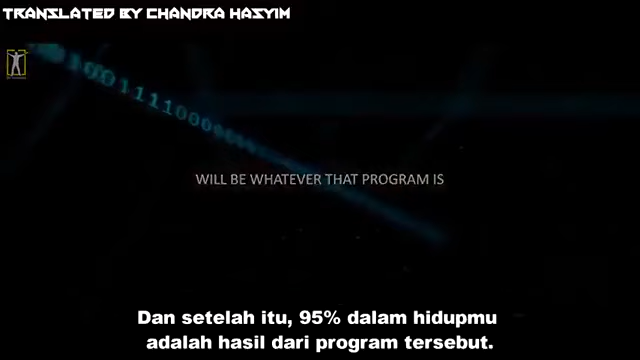 TRANSLATED BY CHANDRA HASYIM
WILL BE WHATEVER THAT PROGRAM IS
Dan setelah itu, 95% dalam hidupmu
adalah hasil dari program tersebut.